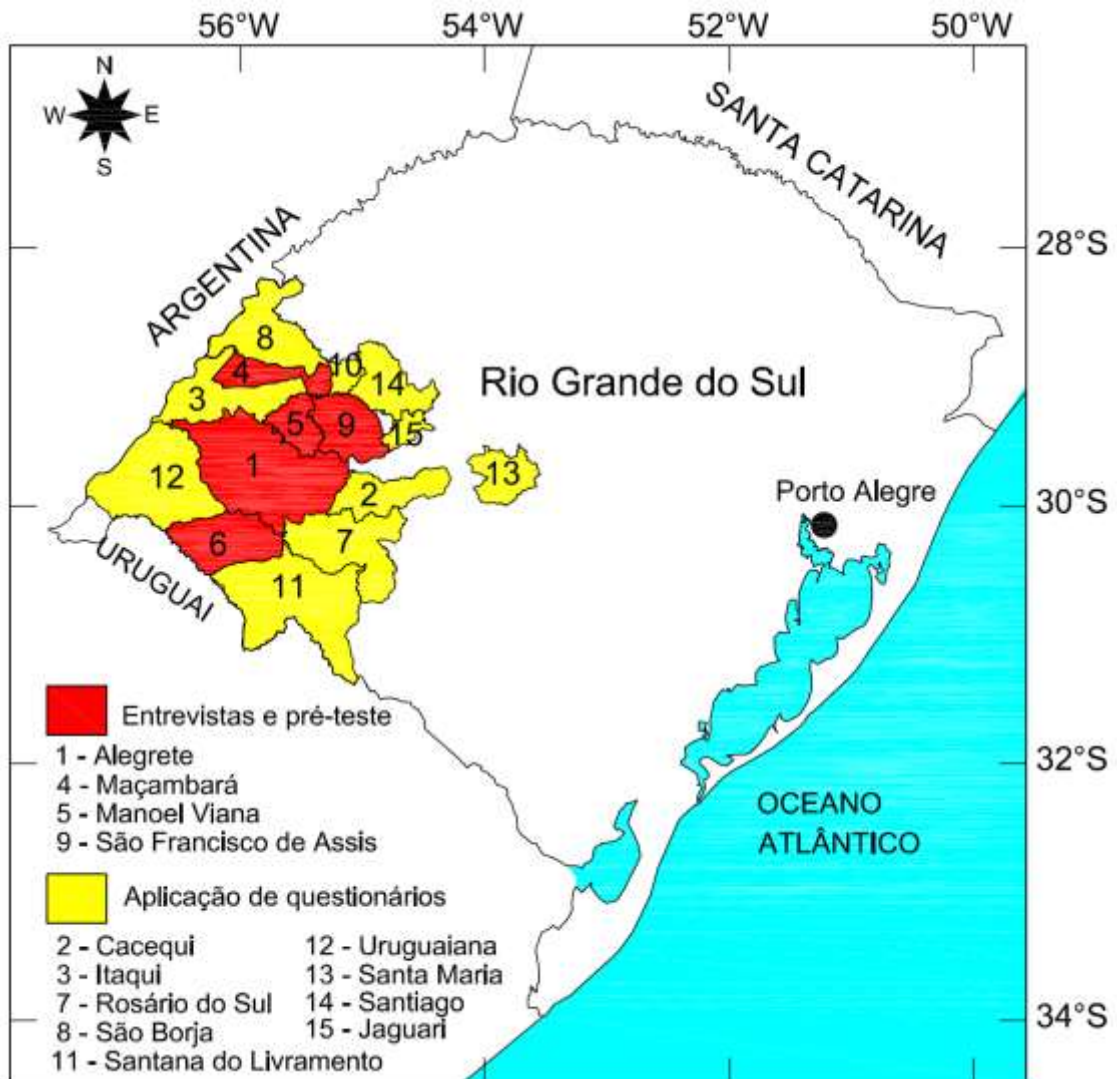 56°W 54°W 52°W 50°W
N
W E
S
SANTA CATARINA
ARGENTINA
28°S
8
4
10
14
3
Rio Grande do Sul
5
9
15
1
12
13
2
Porto Alegre
30°S
6
7
URUGUAI
11
Entrevistas e pré-teste
1 - Alegrete
4 - Maçambará
5 - Manoel Viana
9 - São Francisco de Assis
32°S
OCEANO
ATLÂNTICO
Aplicação de questionários
2 - Cacequi
3 - Itaqui
7 - Rosário do Sul
8 - São Borja
11 - Santana do Livramento
12 - Uruguaiana
13 - Santa Maria
14 - Santiago
15 - Jaguari
34°S